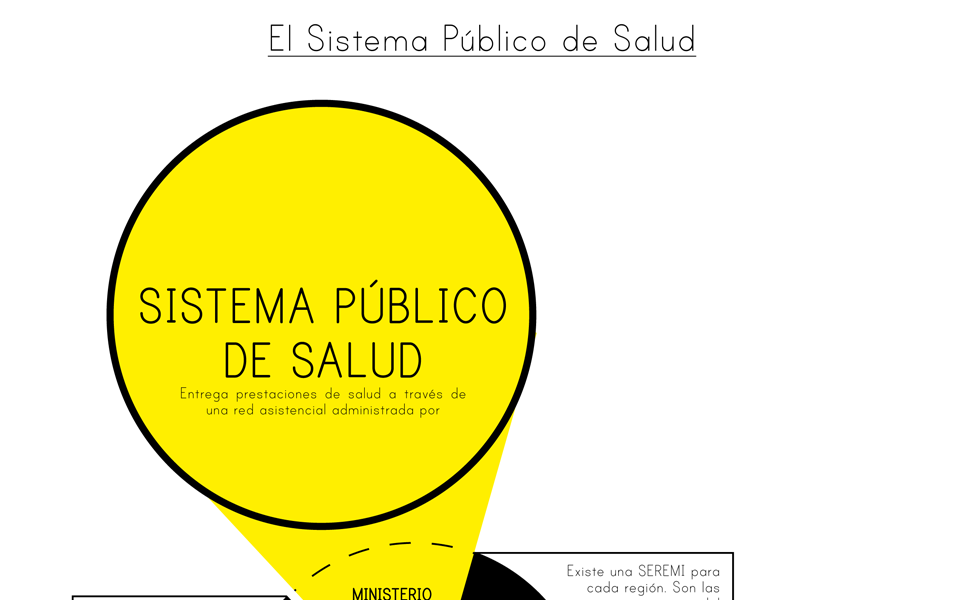 El Sistema Público de Salud
SISTEMA PÚBLICO
DE SALUD
Entrega prestaciones de salud a través de
una red asistencial administrada por
Existe una SEREMI para
cada región. Son las
MINISTERIO